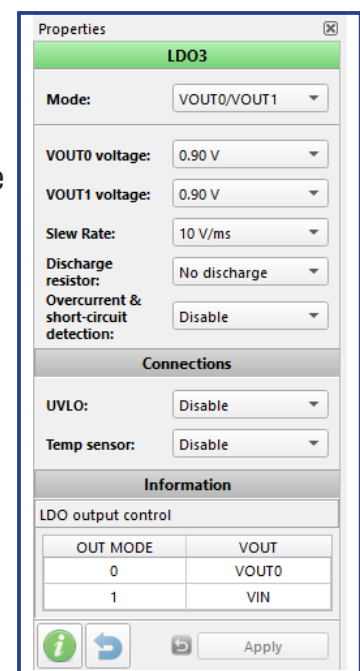 Properties
LDO3
Mode: VOUT0/VOUT1
e
VOUT0 voltage: 0.90 V
VOUT1 voltage: 0.90 V
Slew Rate: 10 V/ms
Discharge
resistor: No discharge
Overcurrent &
short-circuit Disable
detection:
Connections
UVLO: Disable
Temp sensor: Disable
Information
LDO output control
OUT MODE VOUT
0 VOUT0
1 VIN
i Apply